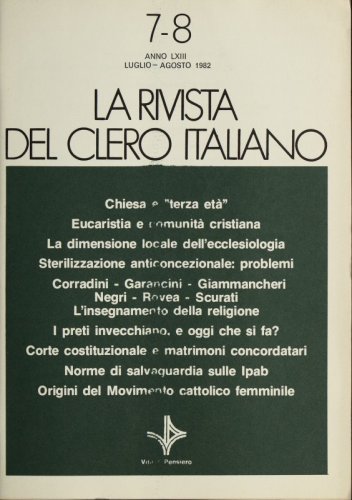 7-8
ANNO LXIII
LUGLIO - AGOSTO 1982
LA RIVISTA
DEL CLERO ITALIANO
Chiesa e "terza età"
Eucaristia e comunità cristiana
La dimensione locale dell'ecclesiologia
Sterilizzazione anticoncezionale: problemi
Corradini - Garancini - Giammancheri
Negri - Rovea - Scurati
L'insegnamento della religione
I preti invecchiano, e oggi che si fa?
Corte costituzionale e matrimoni concordatari
Norme di salvaguardia sulle Ipab
Origini del Movimento cattolico femminile
Vita e Pensiero